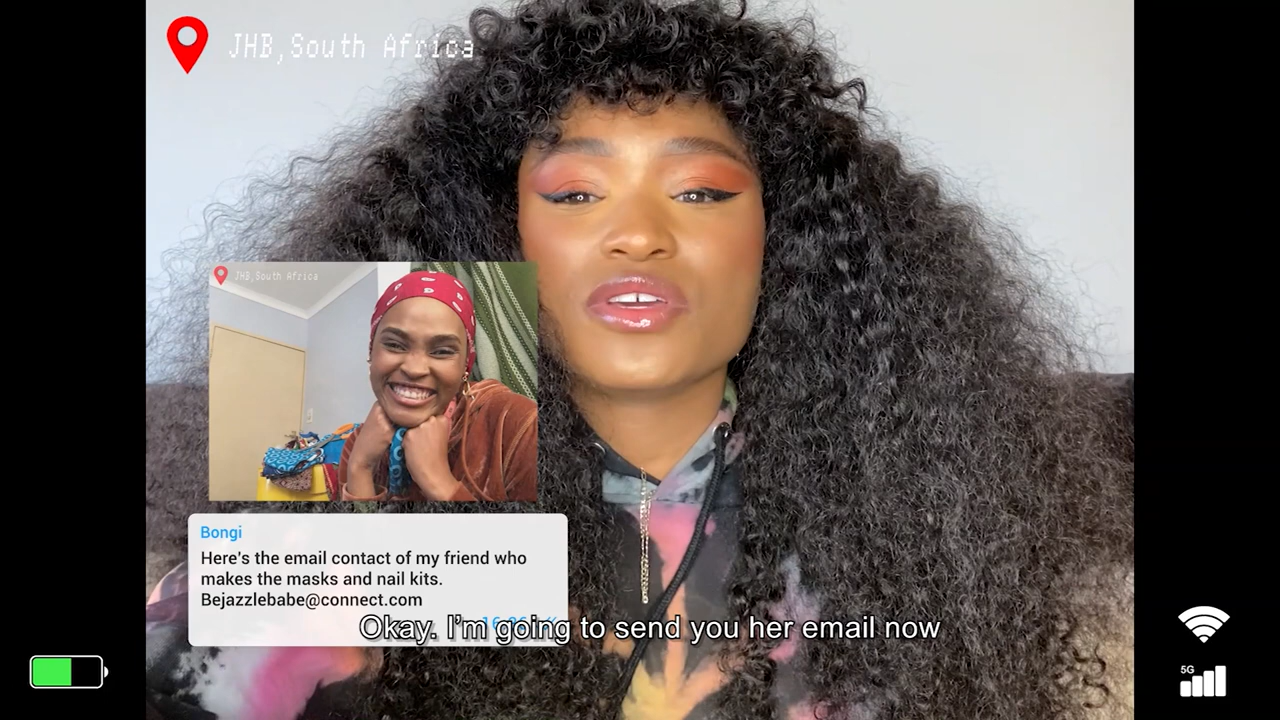 JHB,South Africa
JHB,South Africa
Bongi
Here's the email contact of my friend who
makes the masks and nail kits.
Bejazzlebabe@connect.com
Okay. I'm going to send you her email now
5G